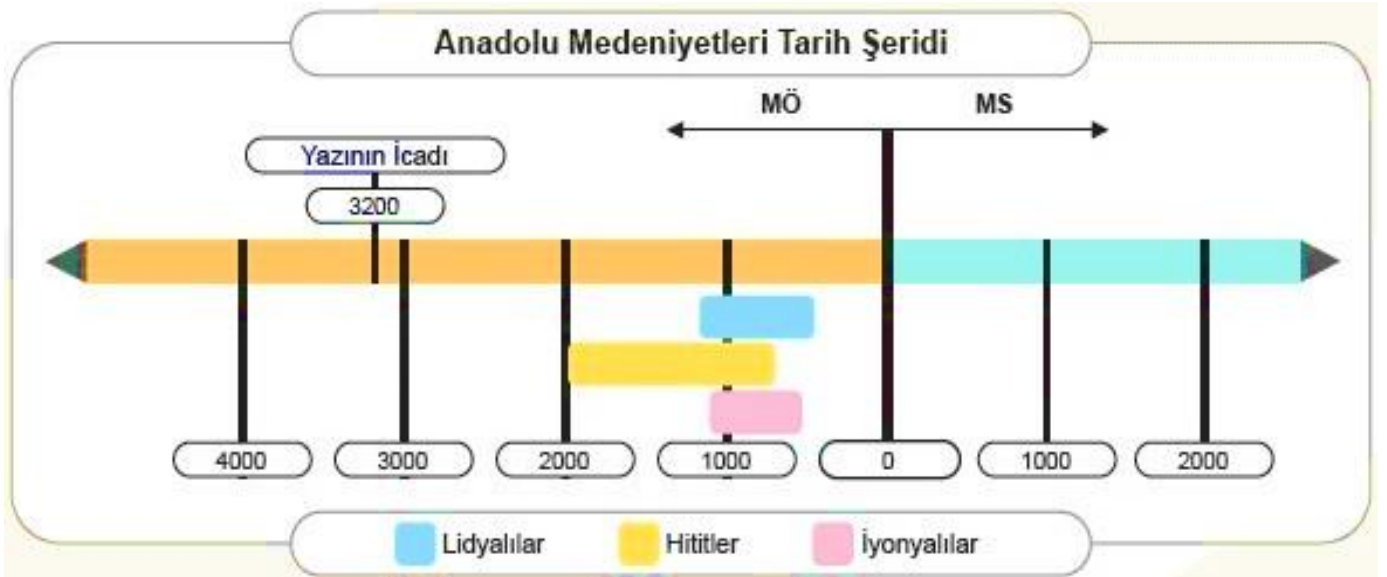 Anadolu Medeniyetleri Tarih Şeridi
MÖ
MS
Yazının İcadı
3200
4000
3000
2000
1000
0
1000
2000
Lidyalılar
Hititler
İyonyalılar